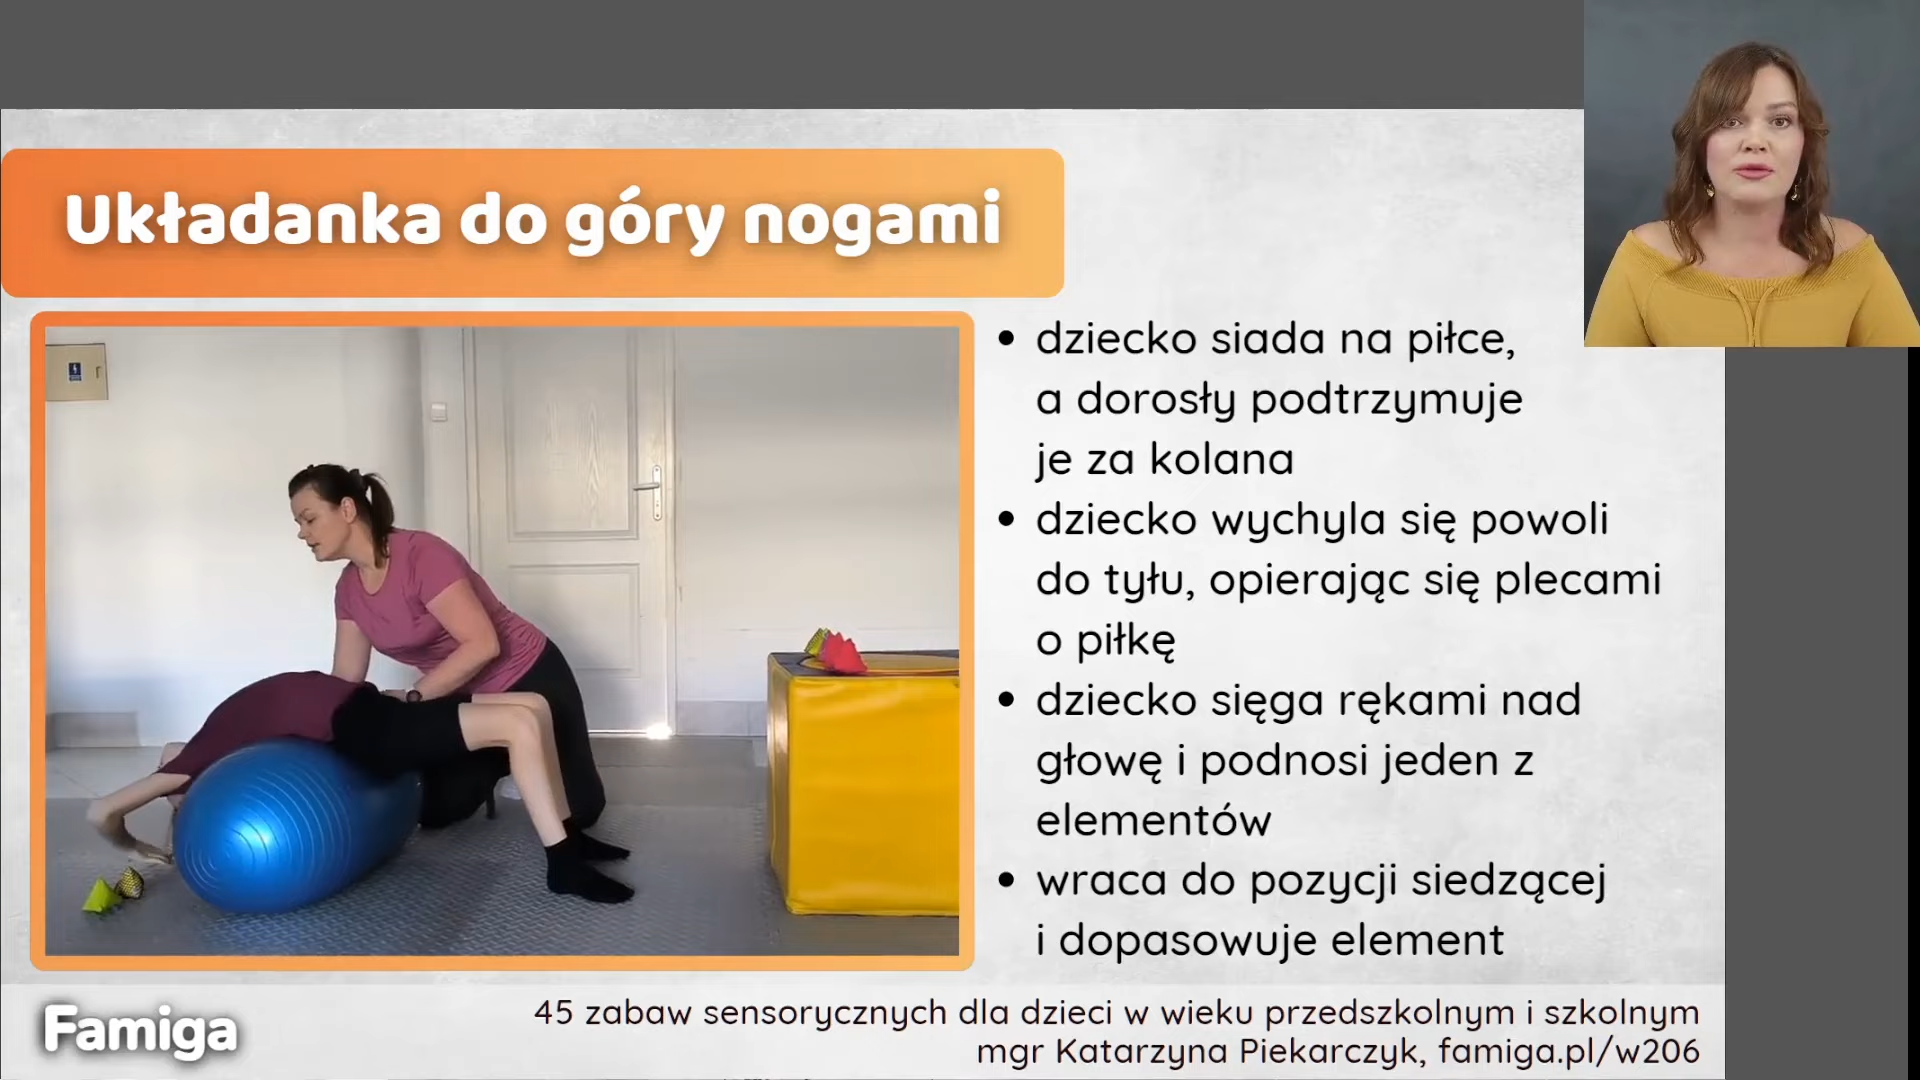 Układanka do góry nogami
• dziecko siada na piłce,
a dorosły podtrzymuje
je za kolana
• dziecko wychyla się powoli
do tyłu, opierając się plecami
o piłkę
• dziecko sięga rękami nad
głowę i podnosi jeden z
elementów
• wraca do pozycji siedzącej
i dopasowuje element
Famiga
45 zabaw sensorycznych dla dzieci w wieku przedszkolnym i szkolnym
mgr Katarzyna Piekarczyk, famiga.pl/w206